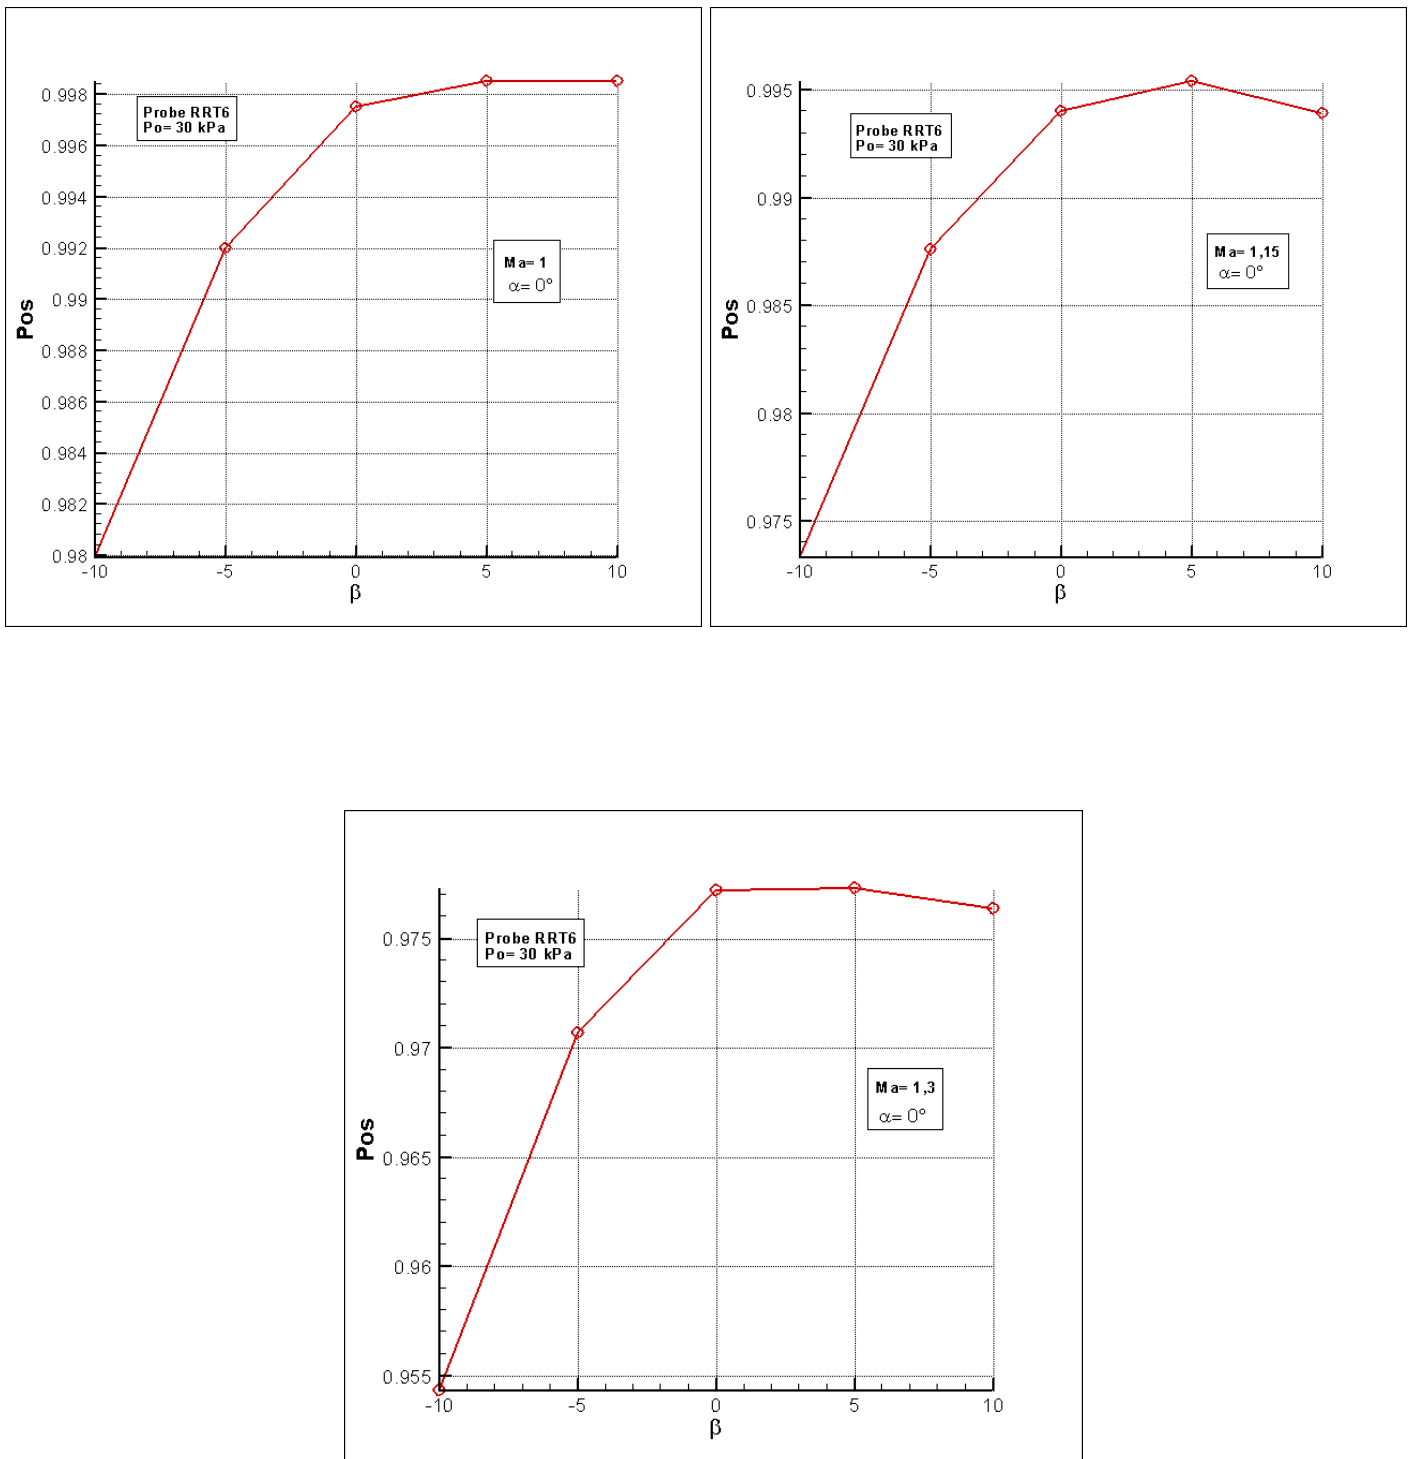 0.998
0.996
0.994
0.992
0.99
0.988
0.986
0.984
0.982
0.98
Pos
Probe RRT6
Po= 30 kPa
Ma= 1
α= 0°
-10 -5 0 5 10
β
0.995
0.99
0.985
0.98
0.975
Pos
Probe RRT6
Po= 30 kPa
Ma= 1,15
α= 0°
-10 -5 0 5 10
β
0.975
0.97
0.965
0.96
0.955
Pos
Probe RRT6
Po= 30 kPa
Ma= 1,3
α= 0°
-10 -5 0 5 10
β